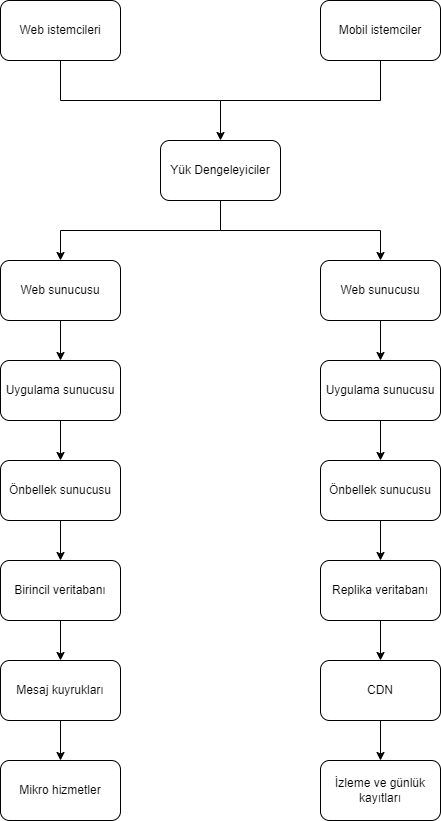 Web istemcileri
Mobil istemciler
Yük Dengeleyiciler
Web sunucusu
Web sunucusu
Uygulama sunucusu
Uygulama sunucusu
Önbellek sunucusu
Önbellek sunucusu
Birincil veritabanı
Replika veritabanı
Mesaj kuyrukları
CDN
Mikro hizmetler
İzleme ve günlük
kayıtları